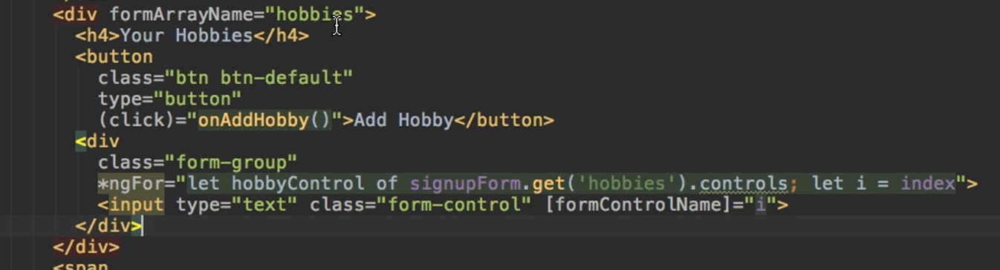 <div formArrayName="hobbies">
<h4>Your Hobbies</h4>
<button
class="btn btn-default"
type="button"
(click)="onAddHobby()">Add Hobby</button>
<div
class="form-group"
*ngFor="let hobbyControl of signupForm.get('hobbies').controls; let i = index">
<input type="text" class="form-control" [formControlName]="i">
</div>
</div>
<span